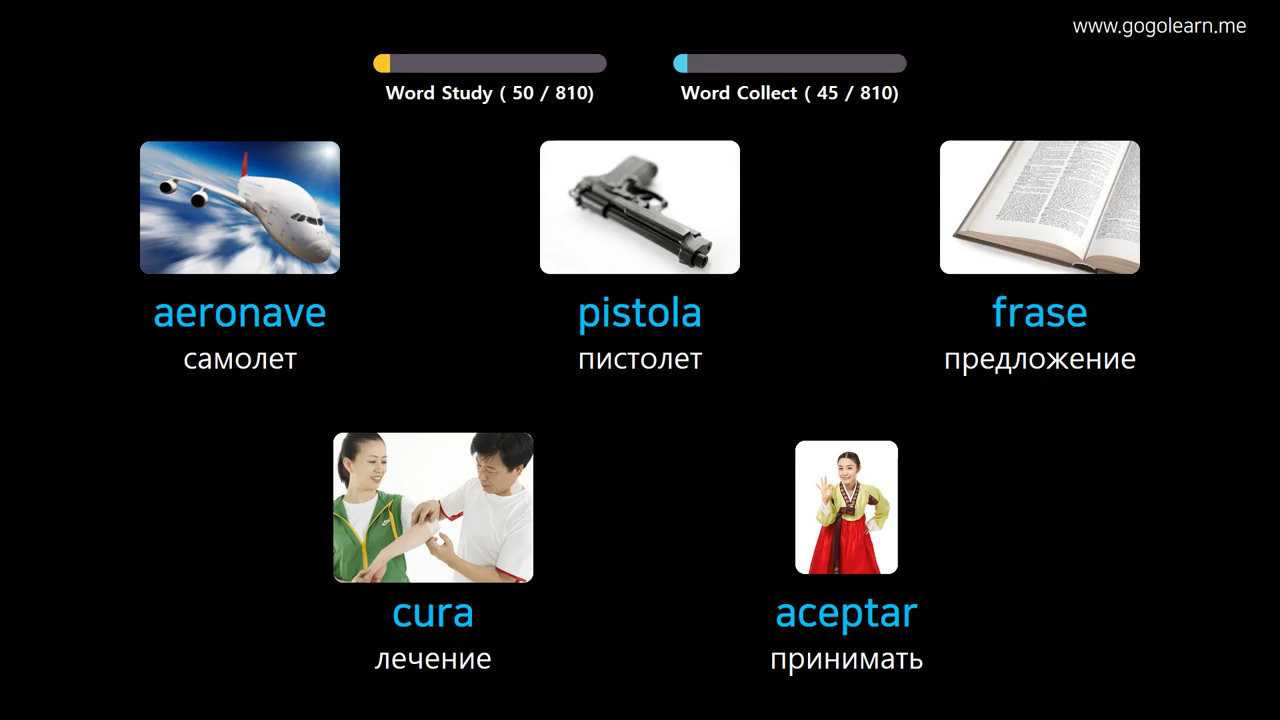 www.gogolearn.me
Word Study ( 50 / 810)
Word Collect ( 45 / 810)
aeronave
самолет
pistola
пистолет
frase
предложение
cura
лечение
aceptar
принимать